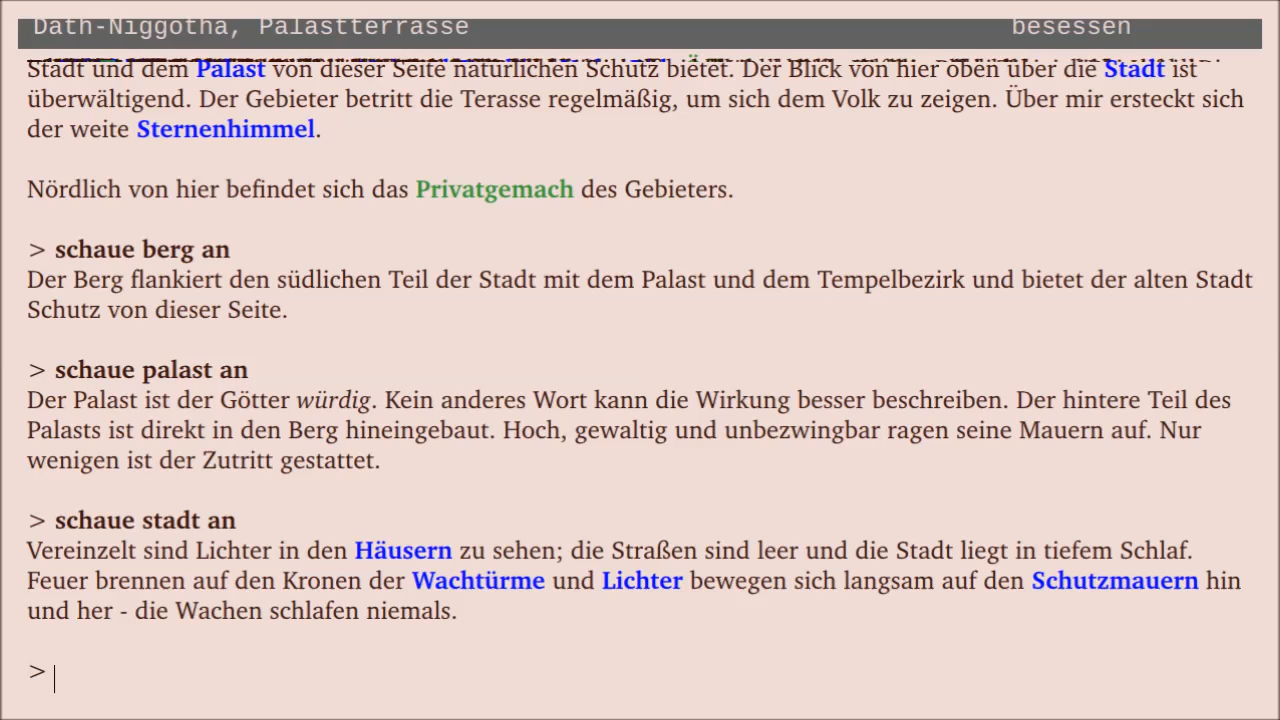 Dath-Niggotha, Palastterrasse besessen
Stadt und dem Palast von dieser Seite natürlichen Schutz bietet. Der Blick von hier oben über die Stadt ist
überwältigend. Der Gebieter betritt die Terasse regelmäßig, um sich dem Volk zu zeigen. Über mir ersteckt sich
der weite Sternenhimmel.
Nördlich von hier befindet sich das Privatgemach des Gebieters.
> schaue berg an
Der Berg flankiert den südlichen Teil der Stadt mit dem Palast und dem Tempelbezirk und bietet der alten Stadt
Schutz von dieser Seite.
> schaue palast an
Der Palast ist der Götter würdig. Kein anderes Wort kann die Wirkung besser beschreiben. Der hintere Teil des
Palasts ist direkt in den Berg hineingebaut. Hoch, gewaltig und unbezwingbar ragen seine Mauern auf. Nur
wenigen ist der Zutritt gestattet.
> schaue stadt an
Vereinzelt sind Lichter in den Häusern zu sehen; die Straßen sind leer und die Stadt liegt in tiefem Schlaf.
Feuer brennen auf den Kronen der Wachtürme und Lichter bewegen sich langsam auf den Schutzmauern hin
und her - die Wachen schlafen niemals.
>